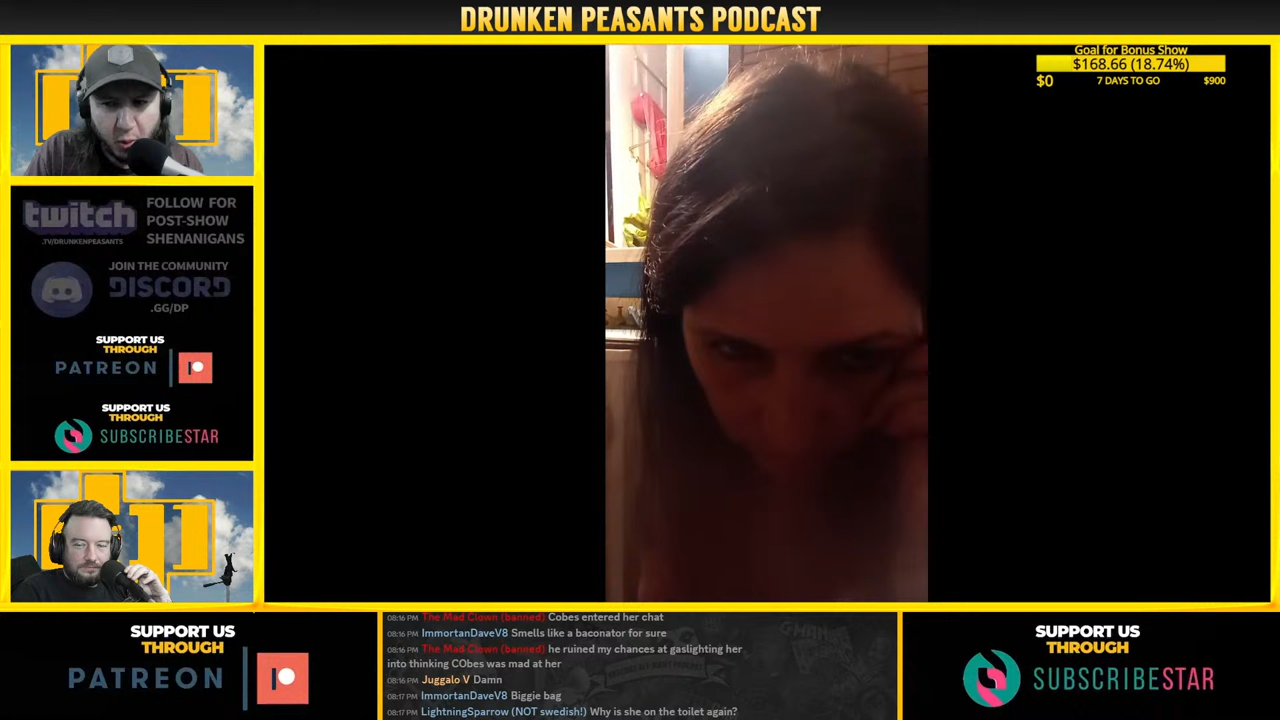 DRUNKEN PEASANTS PODCAST
Goal for Bonus Show
$168.66 (18.74%)
$0 7 DAYS TO GO $900
twitch
.TV/DRUNKENPEASANTS
FOLLOW FOR
POST-SHOW
SHENANIGANS
JOIN THE COMMUNITY
DISCORD
.GG/DP
SUPPORT US
THROUGH
PATREON
SUPPORT US
THROUGH
SUBSCRIBESTAR
SUPPORT US
THROUGH
PATREON
08:16 PM The Mad Clown (banned) Cobes entered her chat
08:16 PM ImmortanDaveV8 Smells like a baconator for sure
08:16 PM The Mad Clown (banned) he ruined my chances at gaslighting her
into thinking CObes was mad at her
08:16 PM Juggalo V Damn
08:17 PM ImmortanDaveV8 Biggie bag
08:17 PM LightningSparrow (NOT swedish!) Why is she on the toilet again?
SUPPORT US
THROUGH
SUBSCRIBESTAR